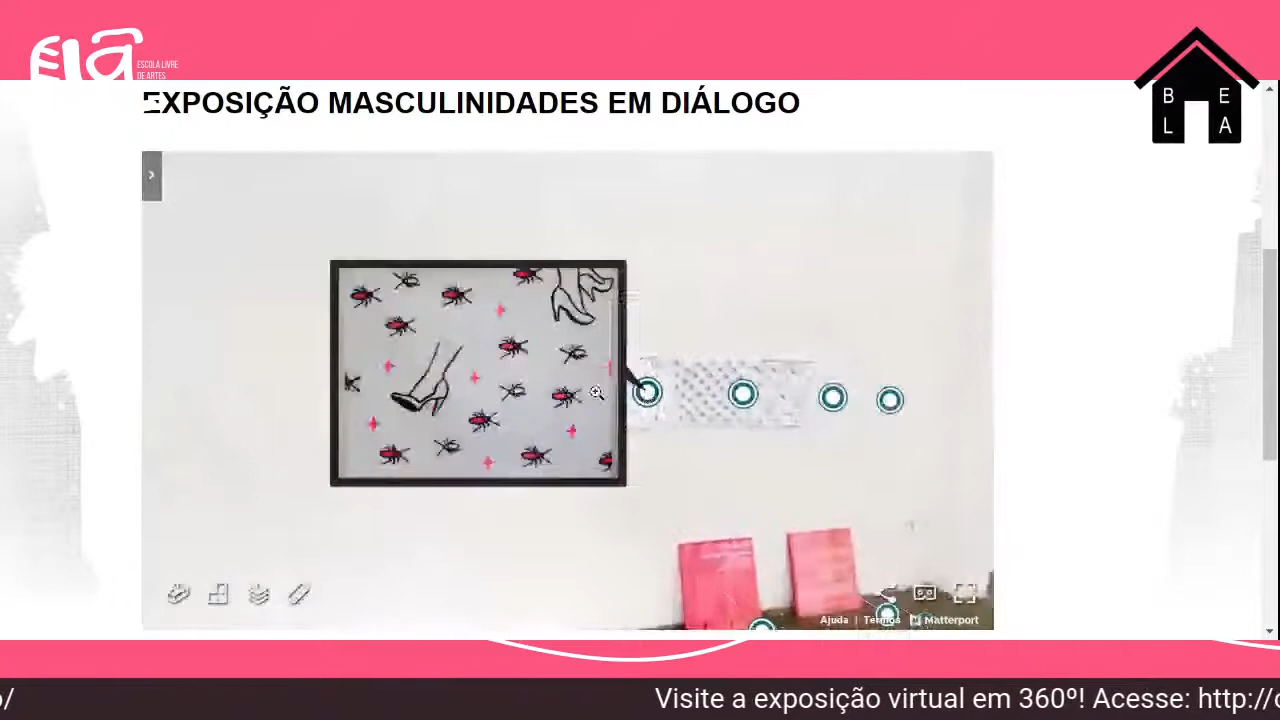 ela
ESCOLA LIVRE
DE ARTES
B E
L A
EXPOSIÇÃO MASCULINIDADES EM DIÁLOGO
Ajuda | Termos | Matterport
o/ Visite a exposição virtual em 360º! Acesse: http://